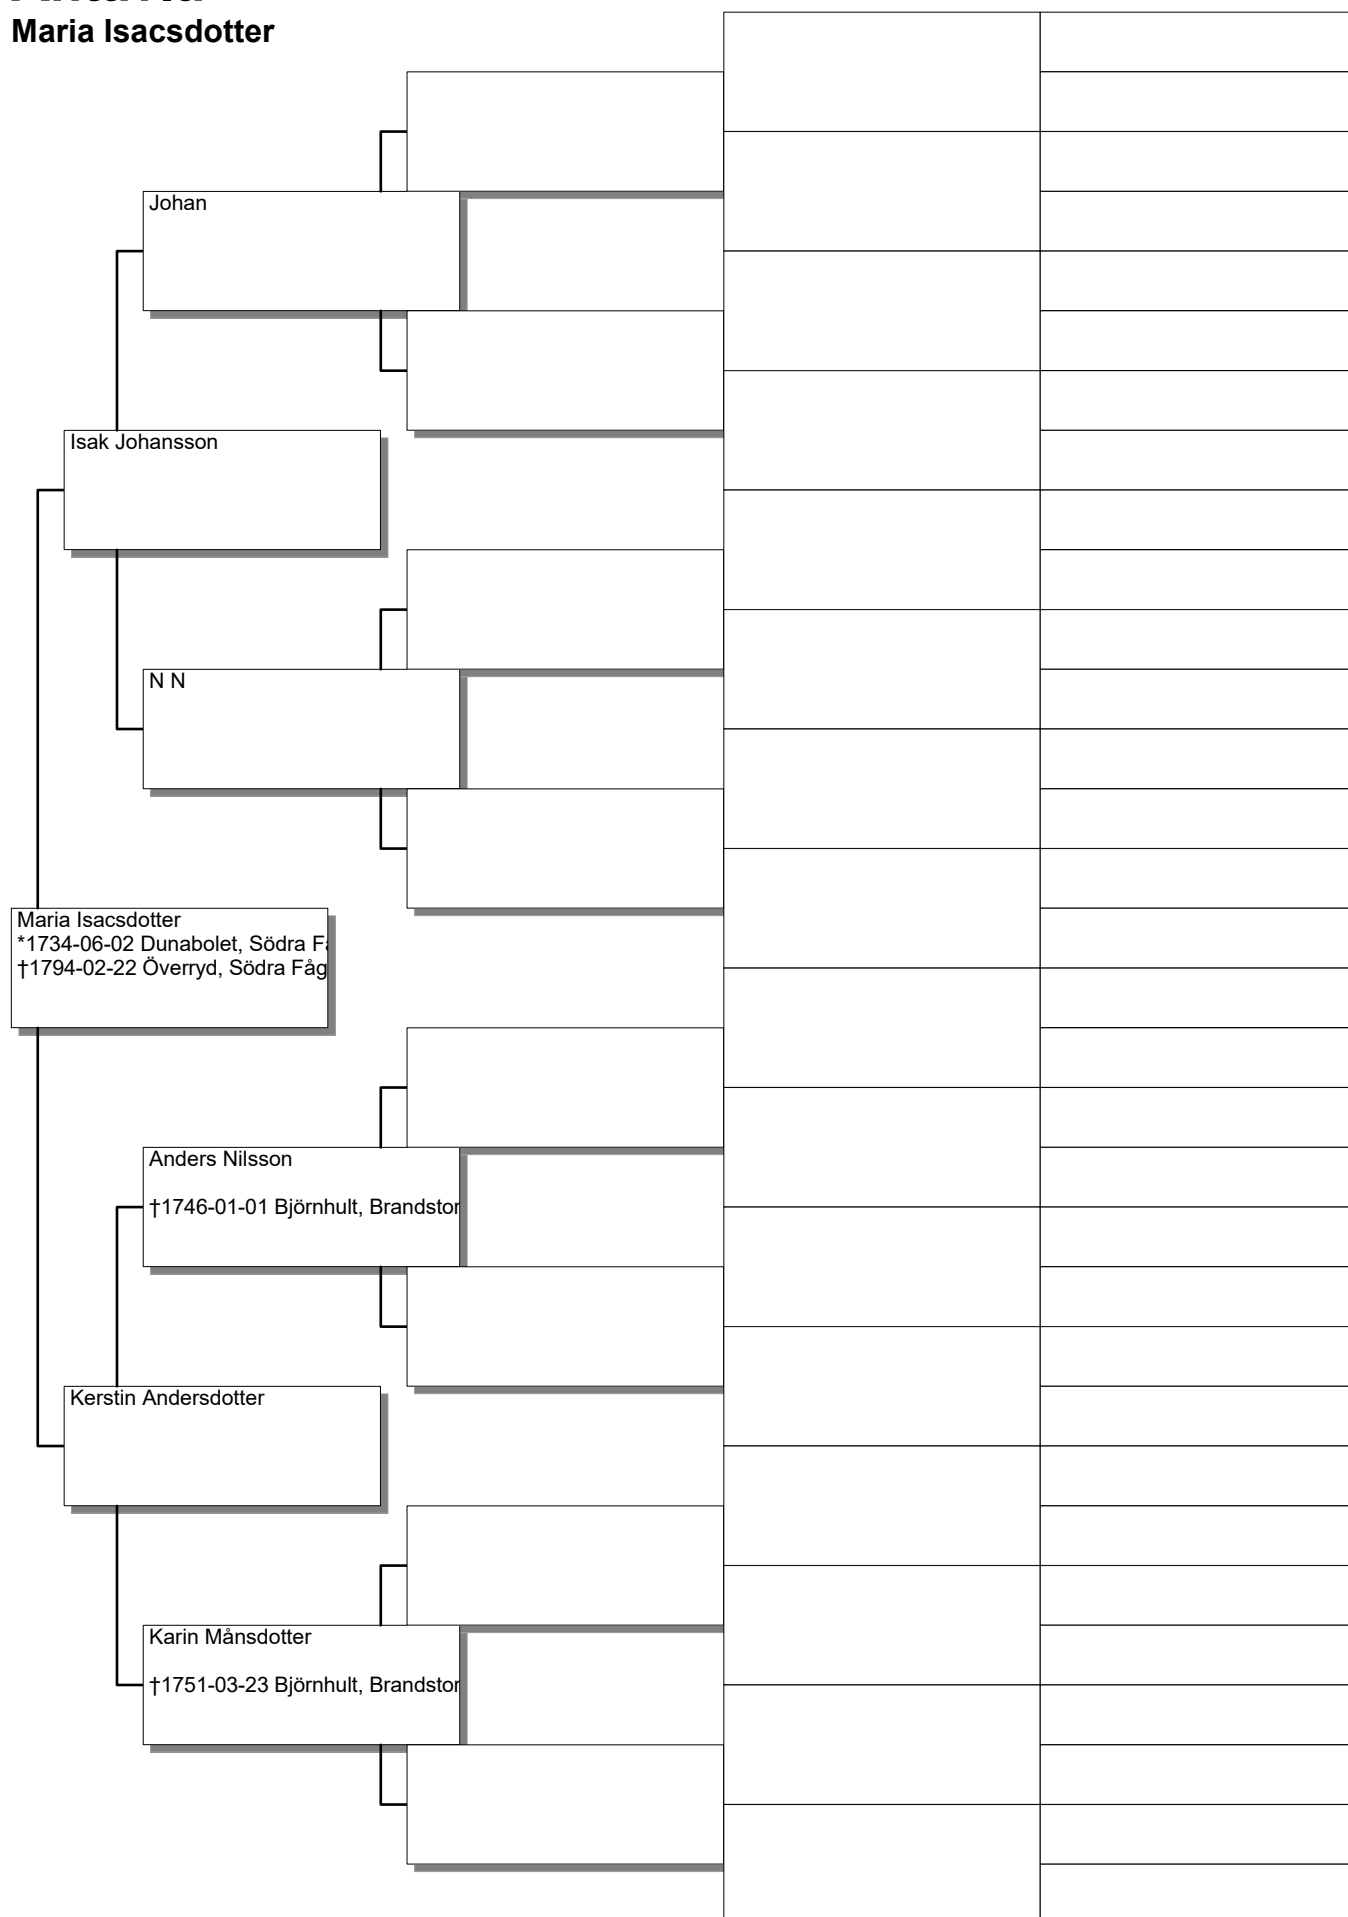 Maria Isacsdotter
Johan
Isak Johansson
N N
Maria Isacsdotter
*1734-06-02 Dunabolet, Södra
†1794-02-22 Överryd, Södra
Anders Nilsson
†1746-01-01 Björnhult,
Kerstin Andersdotter
Karin Månsdotter
†1751-03-23 Björnhult,